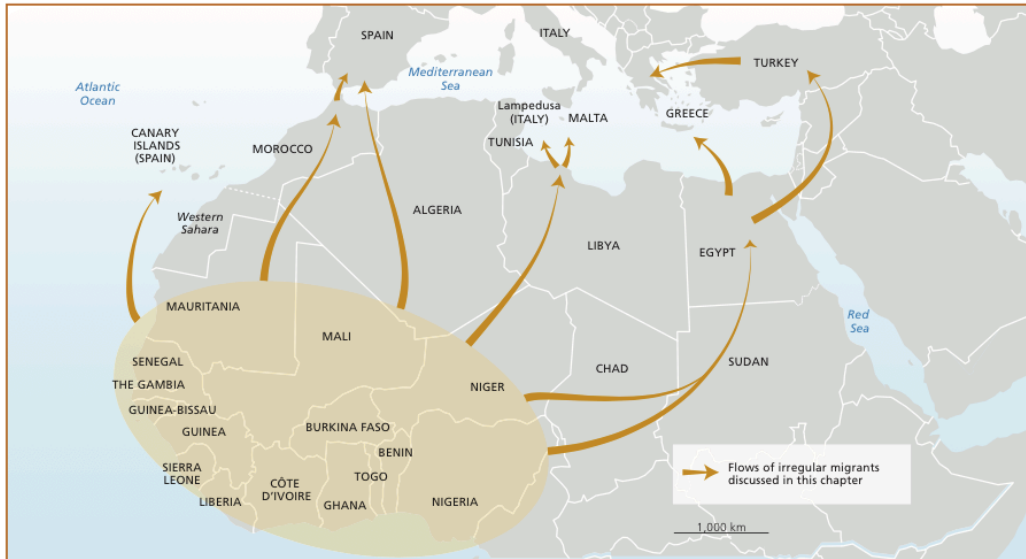 SPAIN
ITALY
TURKEY
Mediterranean
Sea
Atlantic
Ocean
Lampedusa
(ITALY)
MALTA
GREECE
CANARY
ISLANDS
(SPAIN)
TUNISIA
MOROCCO
ALGERIA
Western
Sahara
LIBYA
EGYPT
MAURITANIA
Red
Sea
MALI
SENEGAL
CHAD
SUDAN
THE GAMBIA
NIGER
GUINEA-BISSAU
GUINEA
BURKINA FASO
BENIN
SIERRA
LEONE
TOGO
CÔTE
D'IVOIRE
LIBERIA
GHANA
NIGERIA
Flows of irregular migrants
discussed in this chapter
1,000 km